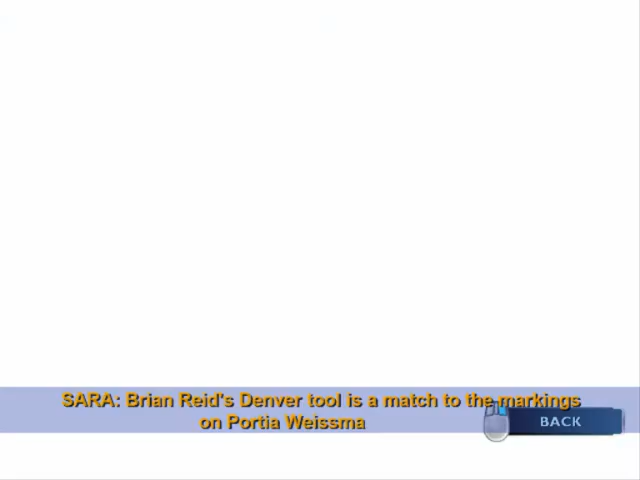 SARA: Brian Reid's Denver tool is a match to the markings
on Portia Weissma
BACK